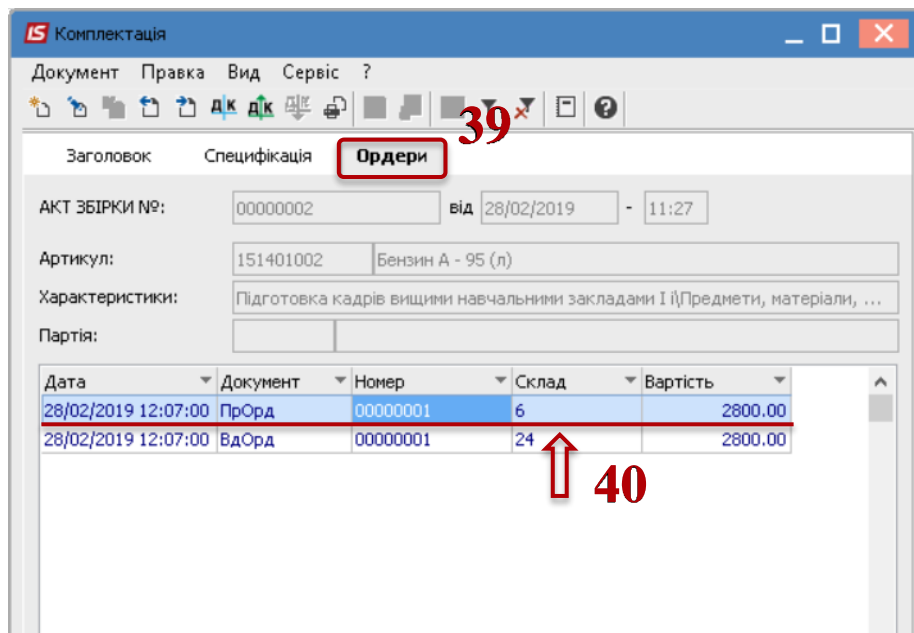 IS Комплектація
Документ Правка Вид Сервіс ?
39
Заголовок Специфікація Ордери
АКТ ЗБІРКИ №: 00000002 від 28/02/2019 - 11:27
Артикул: 151401002 Бензин А - 95 (л)
Характеристики: Підготовка кадрів вищими навчальними закладами І і\Предмети, матеріали, ...
Партія:
Дата Документ Номер Склад Вартість
28/02/2019 12:07:00 ПрОрд 00000001 6 2800.00
28/02/2019 12:07:00 ВдОрд 00000001 24 2800.00
40